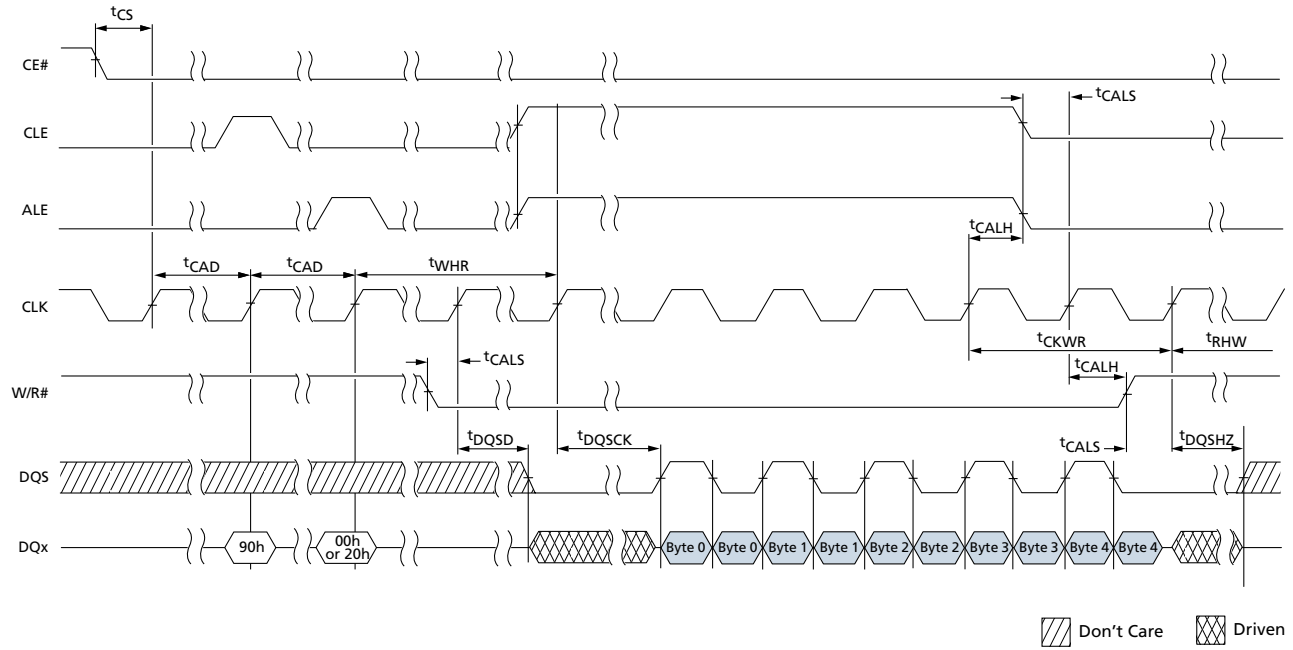 tCS
CE#
tCALS
CLE
ALE
tCALH
tCAD tCAD tWHR
CLK
tCKWR tRHW
tCALS
tCALH
W/R#
tDQSD tDQSCK tCALS tDQSHZ
DQS
DQx
90h
00h
or 20h
Byte 0 Byte 0 Byte 1 Byte 1 Byte 2 Byte 2 Byte 3 Byte 3 Byte 4 Byte 4
Don't Care Driven